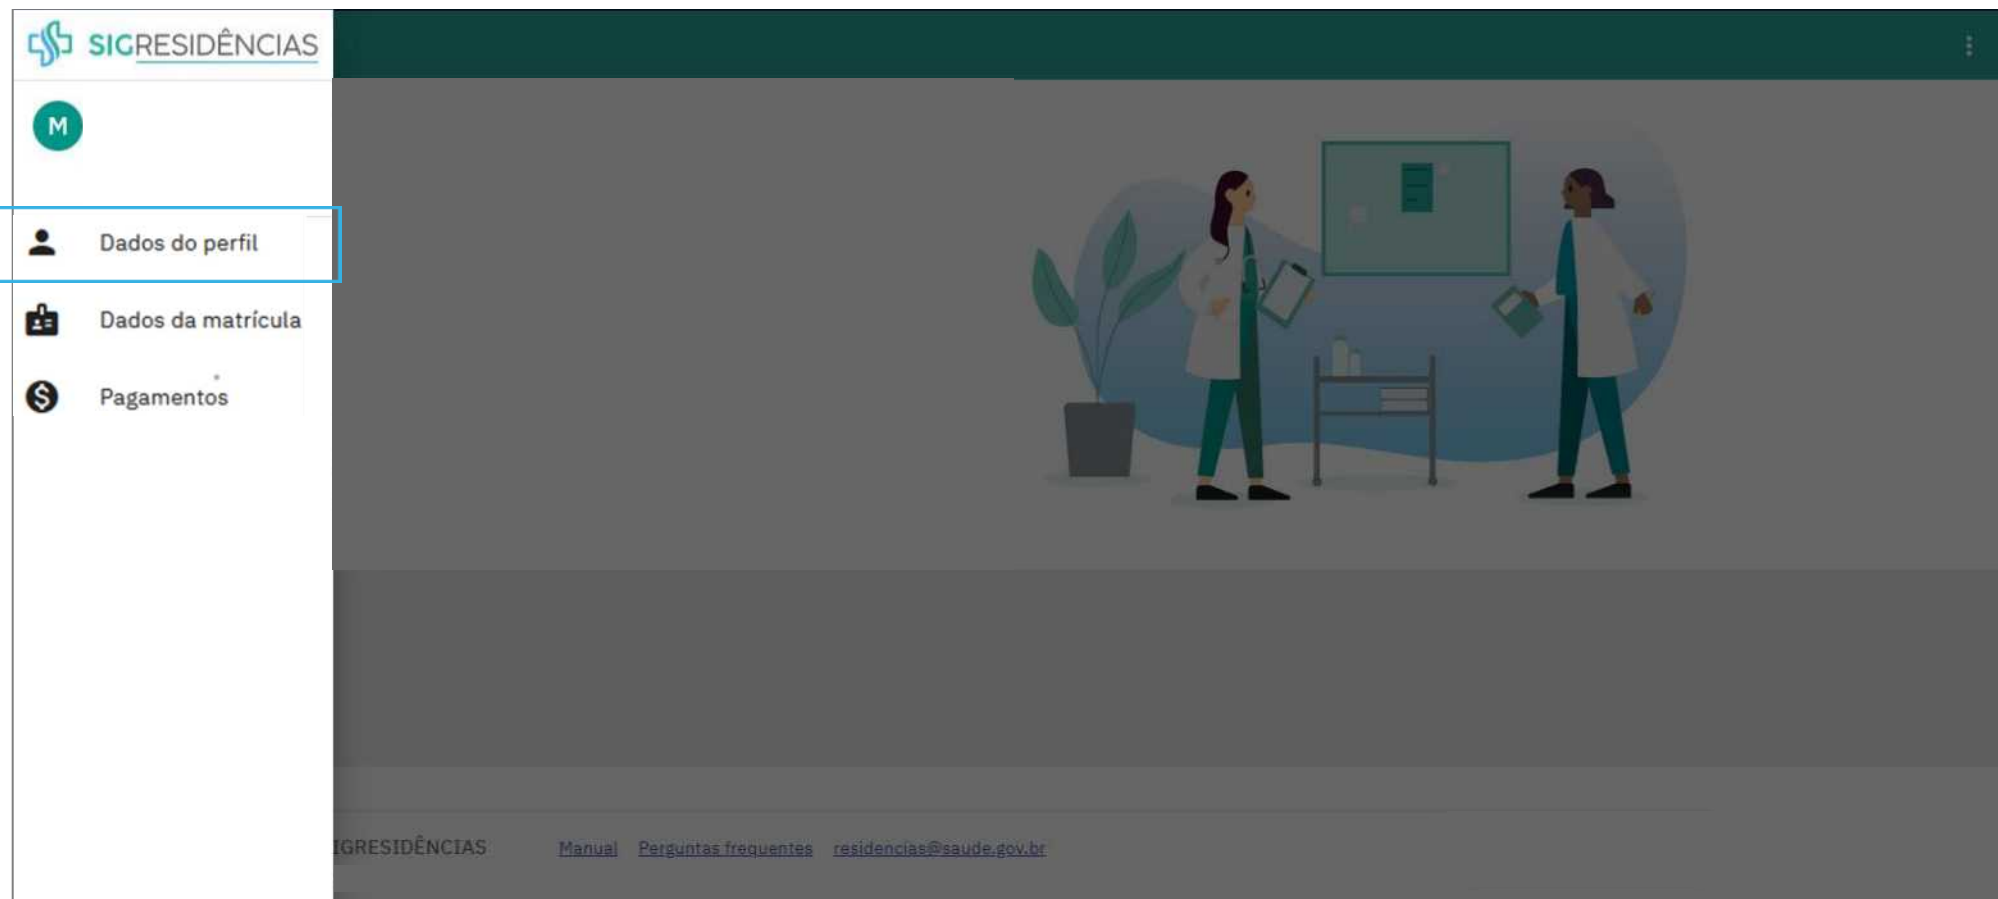 SIGRESIDÊNCIAS
M
Dados do perfil
Dados da matrícula
Pagamentos
IGRESIDÊNCIAS Manual Perguntas frequentes residencias@saude.gov.br